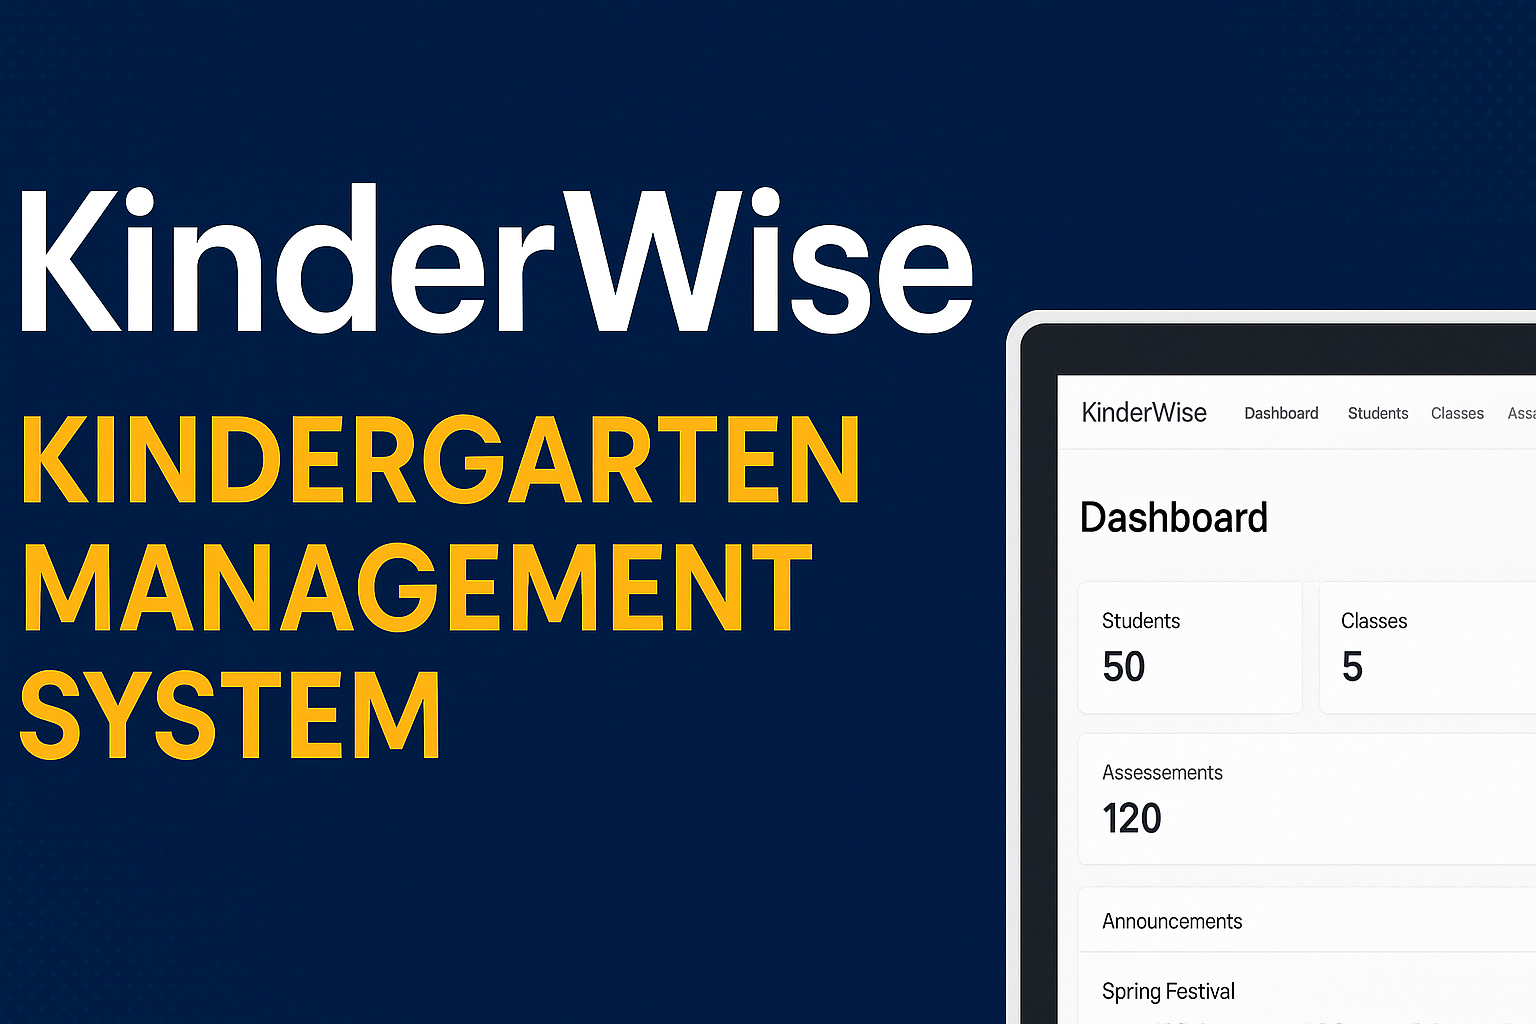 KinderWise
KINDERGARTEN
MANAGEMENT
SYSTEM
KinderWise Dashboard Students Classes
Dashboard
Students Classes
50 5
Assessements
120
Announcements
Spring Festival